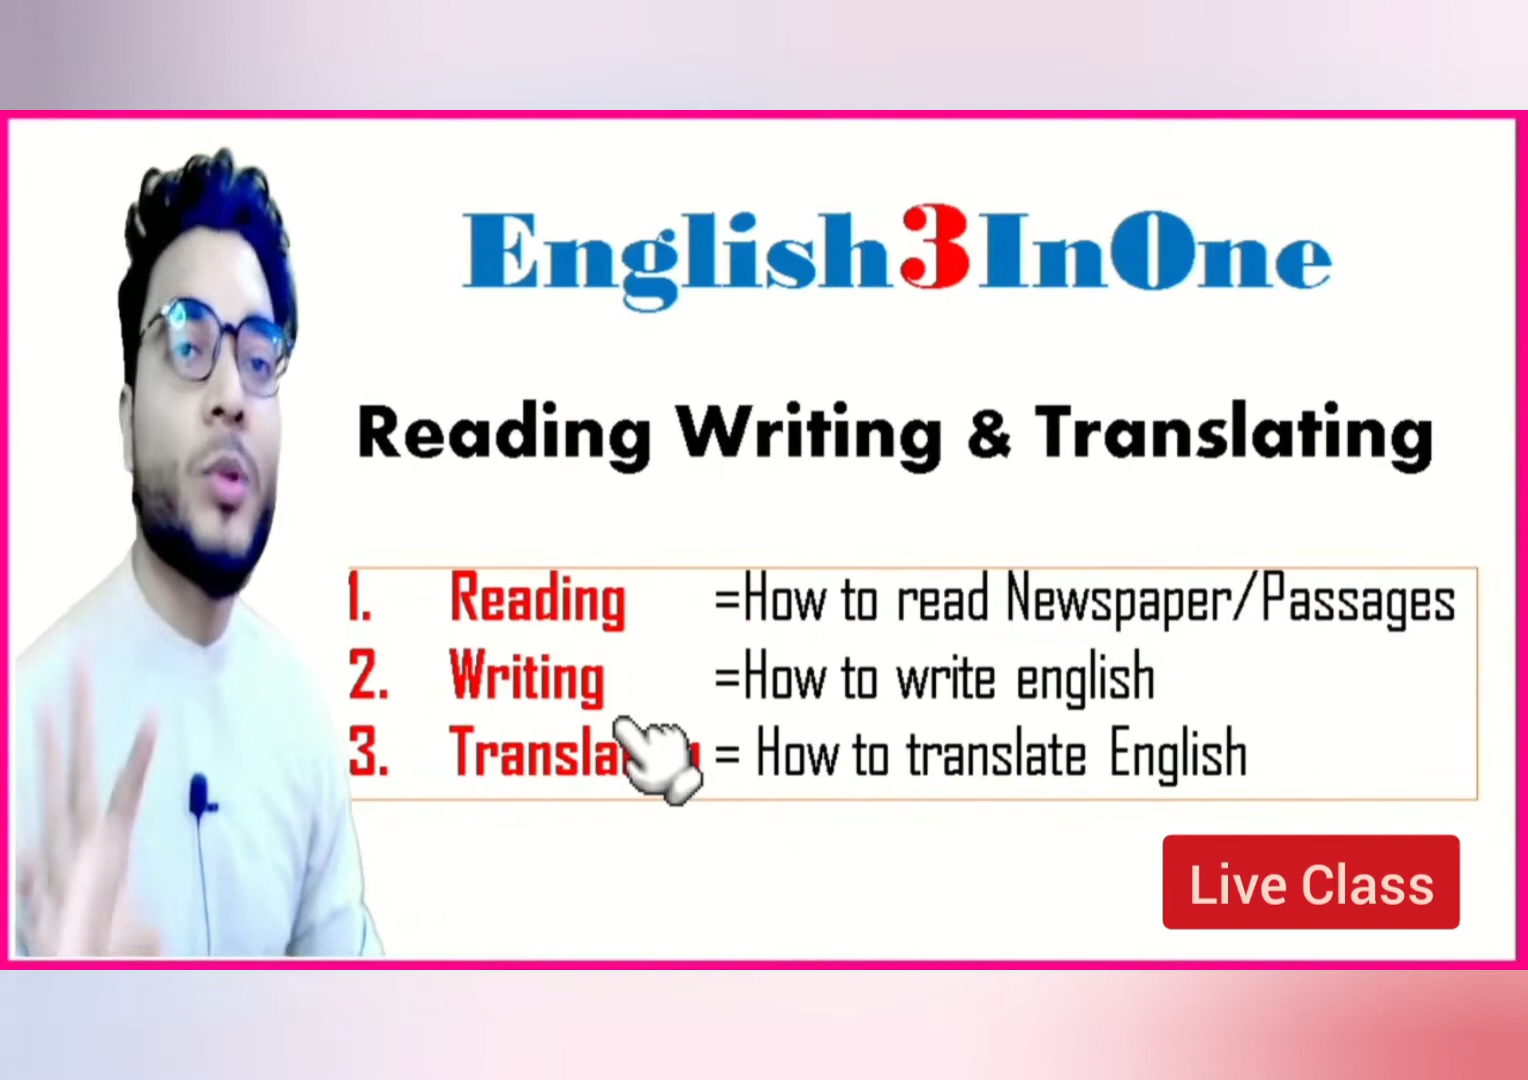 English3InOne
Reading Writing & Translating
1. Reading =How to read Newspaper/Passages
2. Writing =How to write english
3. = How to translate English
Live Class